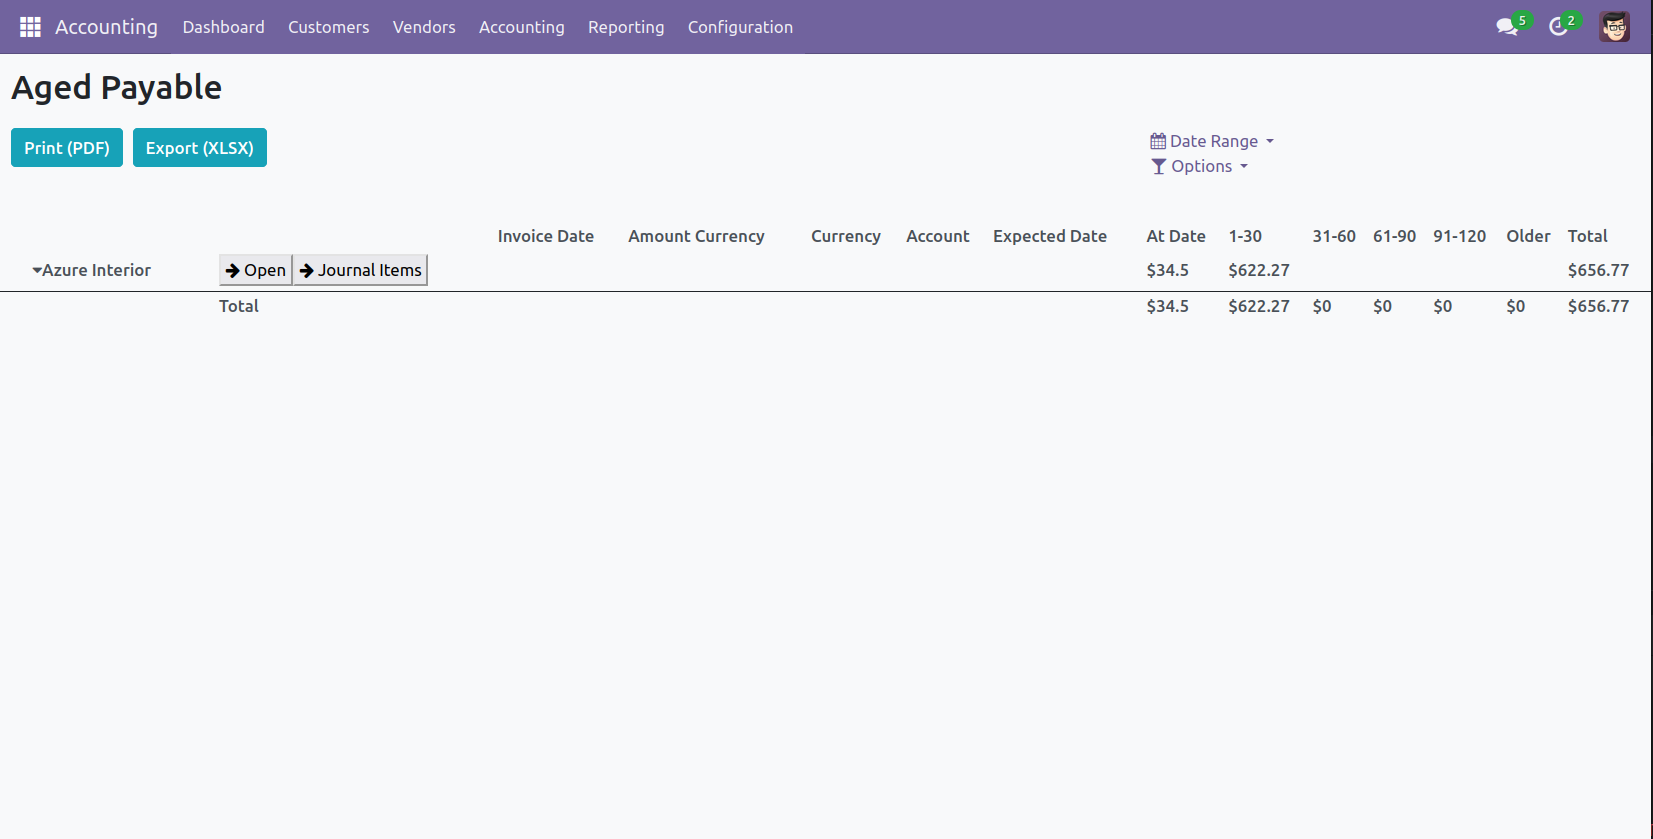 Accounting Dashboard Customers Vendors Accounting Reporting Configuration 5 2
Aged Payable
Print (PDF) Export (XLSX) Date Range
Options
Invoice Date Amount Currency Currency Account Expected Date At Date 1-30 31-60 61-90 91-120 Older Total
Azure Interior Open Journal Items $34.5 $622.27 $656.77
Total $34.5 $622.27 $0 $0 $0 $0 $656.77